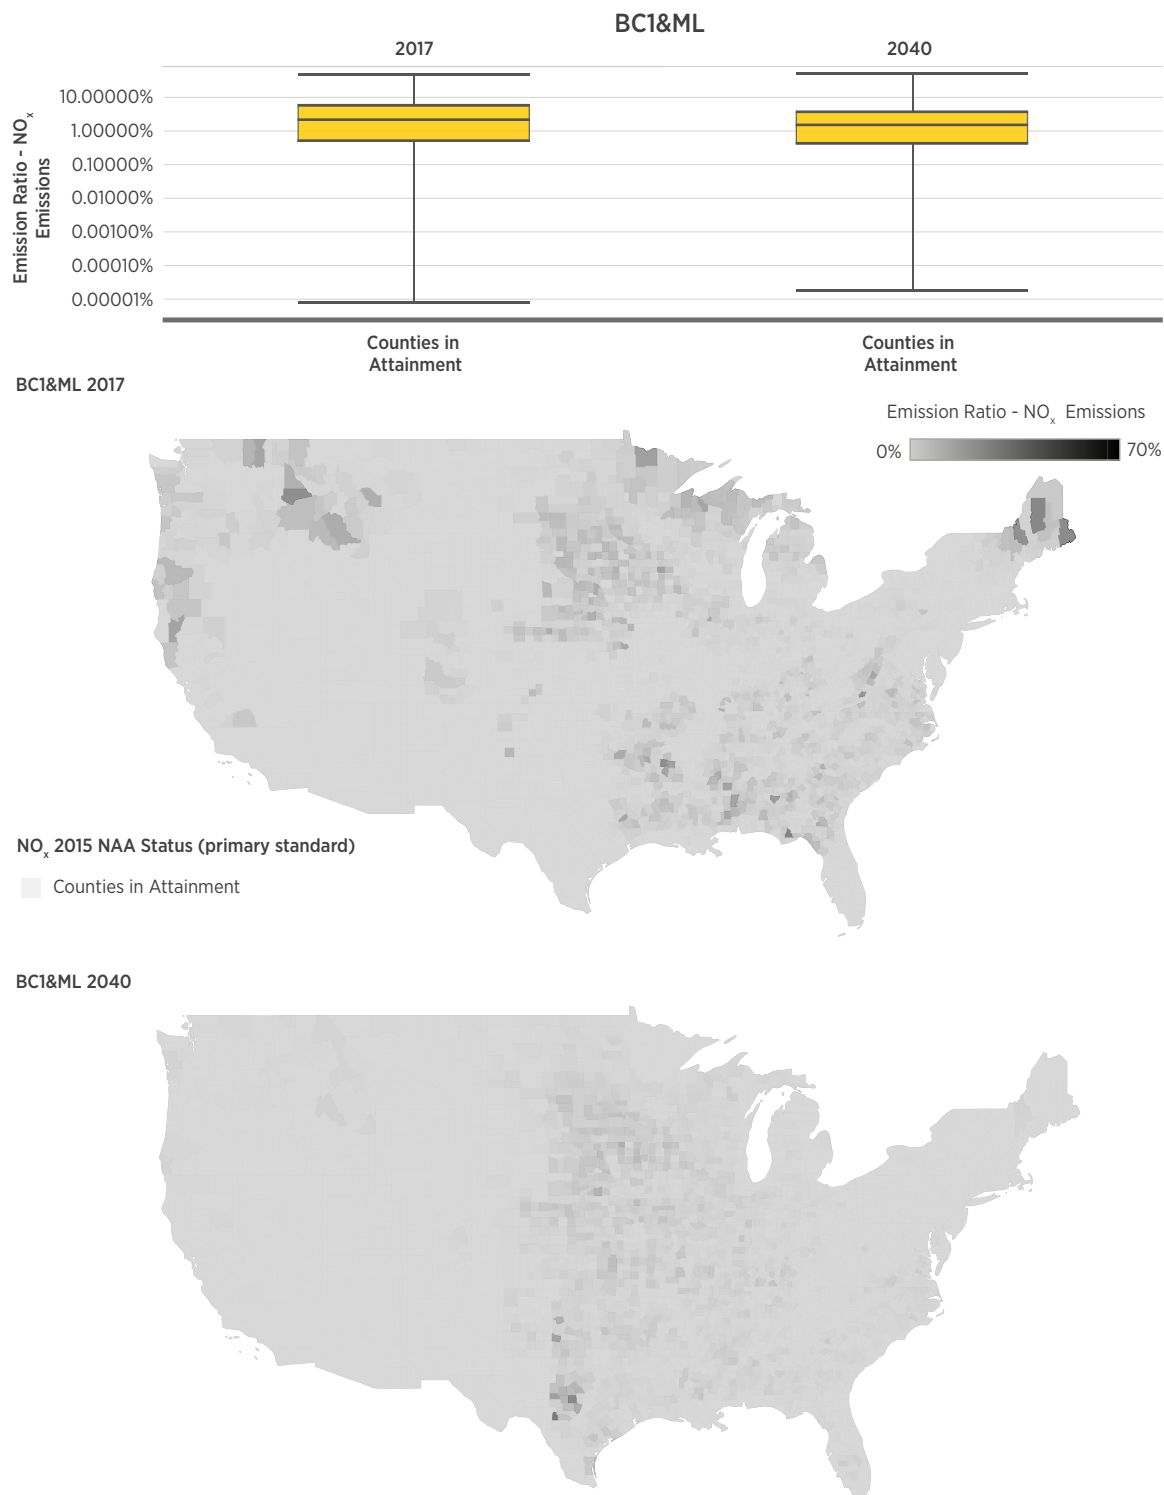 BC1&ML
2017
2040
Emission Ratio - NOx
Emissions
10.00000%
1.00000%
0.10000%
0.01000%
0.00100%
0.00010%
0.00001%
Counties in
Attainment
Counties in
Attainment
BC1&ML 2017
Emission Ratio - NOx Emissions
0%
70%
NOx 2015 NAA Status (primary standard)
Counties in Attainment
BC1&ML 2040